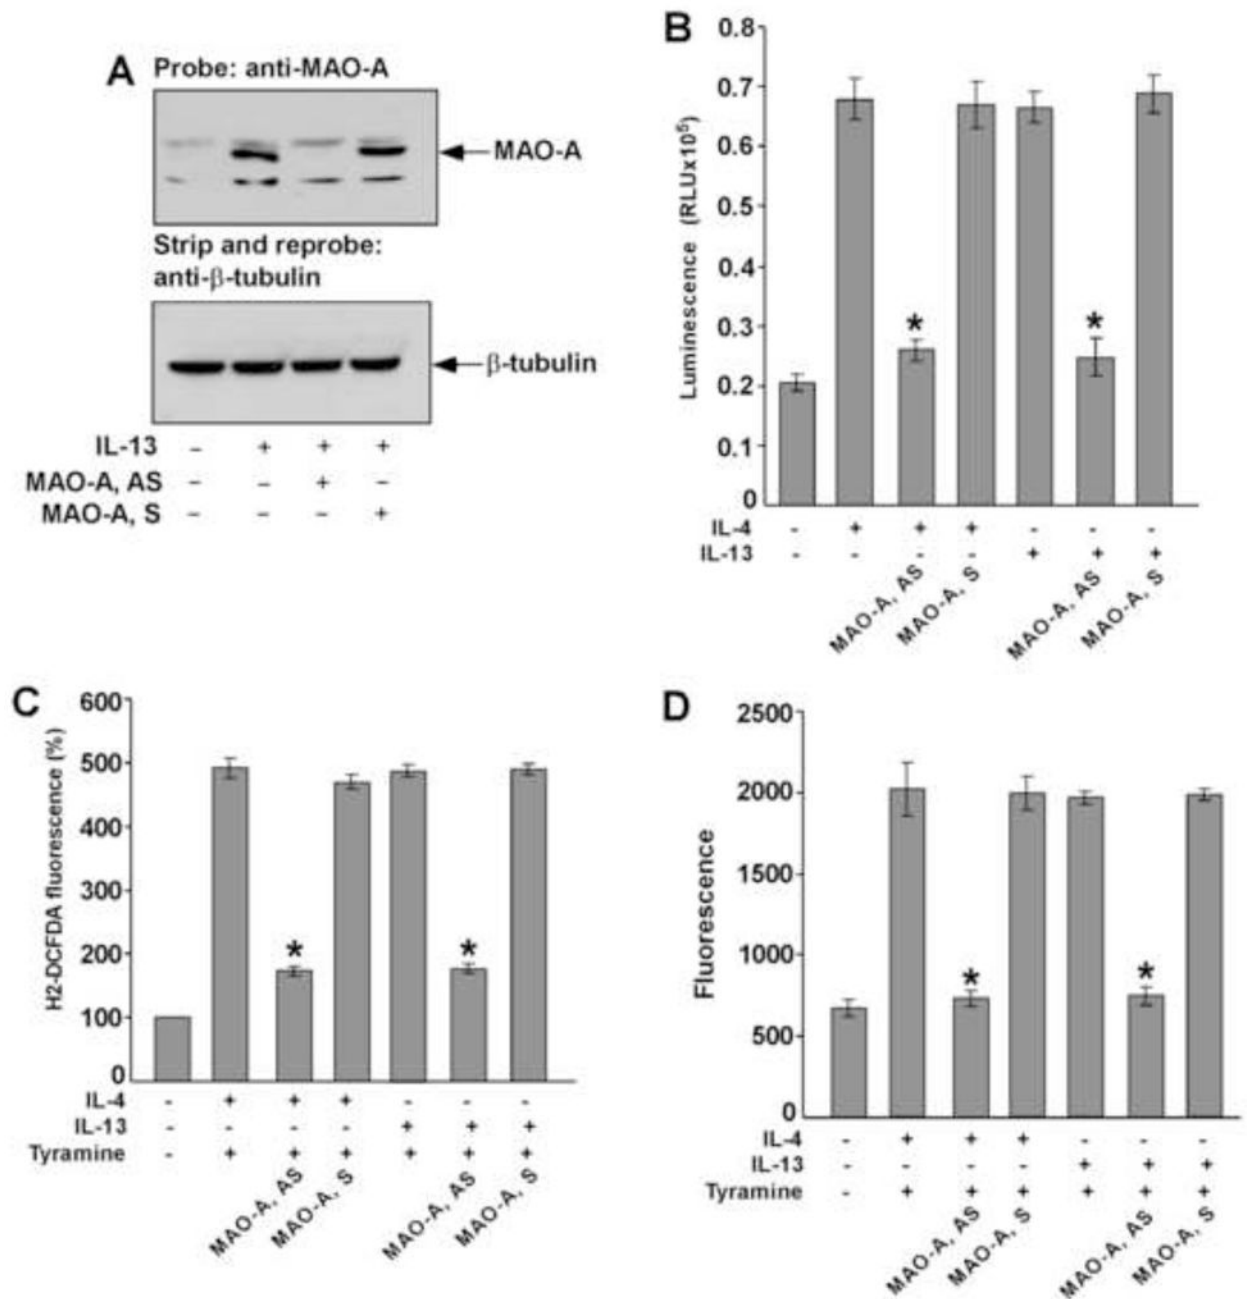 A
Probe: anti-MAO-A
MAO-A
Strip and reprobe:
anti-β-tubulin
β-tubulin
IL-13 - + + +
MAO-A, AS - - + -
MAO-A, S - - - +
B
Luminescence (RLUx10⁵)
0.8
0.7
0.6
0.5
0.4
0.3
0.2
0.1
0
* *
IL-4 - + + + - - -
IL-13 - - - - + + +
MAO-A, AS MAO-A, S MAO-A, AS MAO-A, S
C
H2-DCFDA fluorescence (%)
600
500
400
300
200
100
0
* *
IL-4 - + + + - - -
IL-13 - - - - + + +
Tyramine - + + + + + +
MAO-A, AS MAO-A, S MAO-A, AS MAO-A, S
D
Fluorescence
2500
2000
1500
1000
500
0
* *
IL-4 - + + + - - -
IL-13 - - - - + + +
Tyramine - + + + + + +
MAO-A, AS MAO-A, S MAO-A, AS MAO-A, S